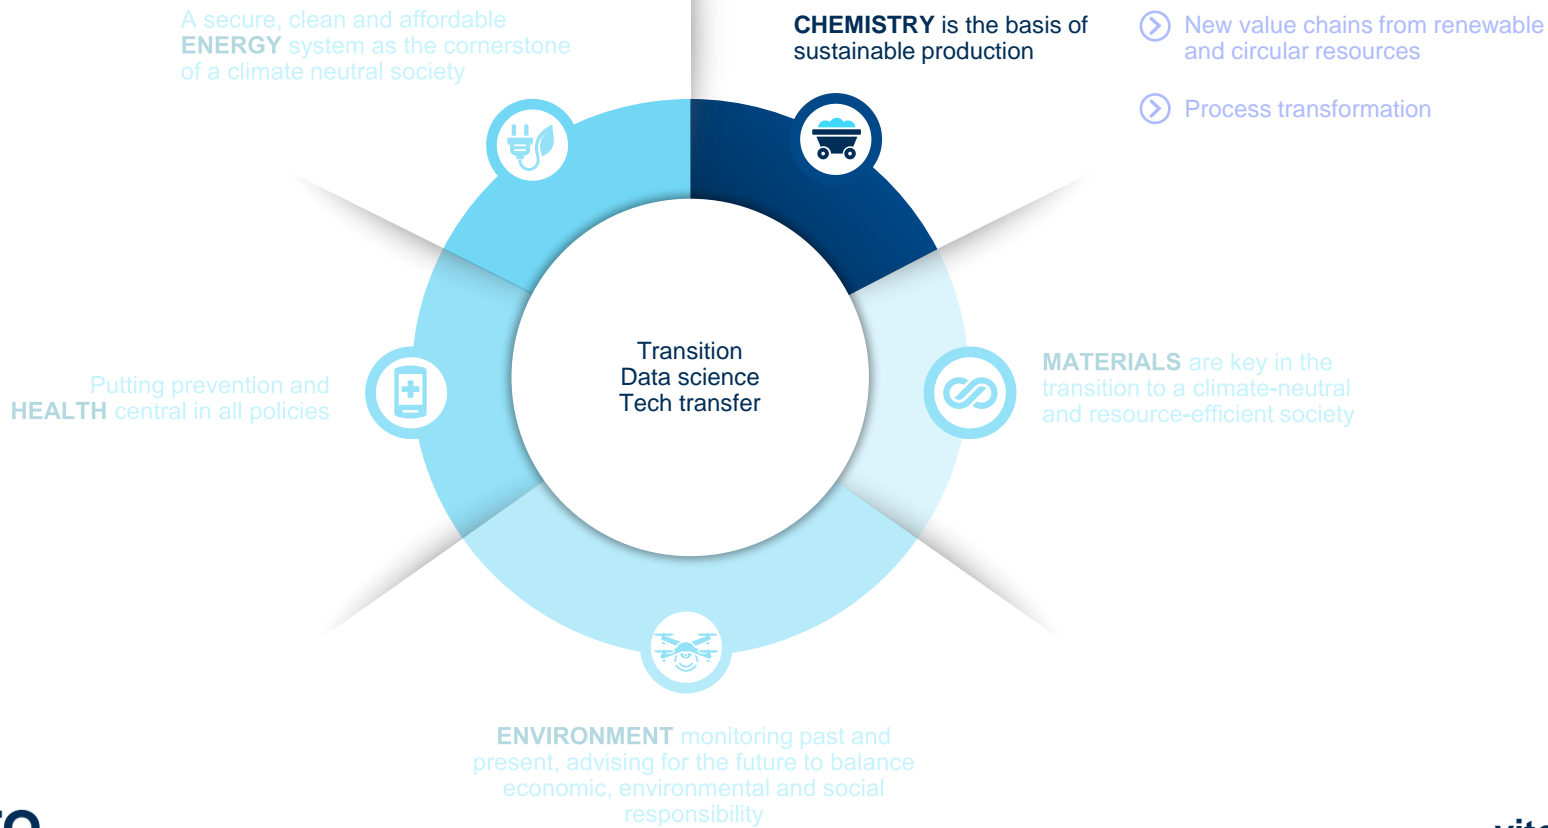 A secure, clean and affordable
ENERGY system as the cornerstone
of a climate neutral society
CHEMISTRY is the basis of
sustainable production
New value chains from renewable
and circular resources
Process transformation
Transition
Data science
Tech transfer
Putting prevention and
HEALTH central in all policies
MATERIALS are key in the
transition to a climate-neutral
and resource-efficient society
ENVIRONMENT monitoring past and
present, advising for the future to balance
economic, environmental and social
responsibility